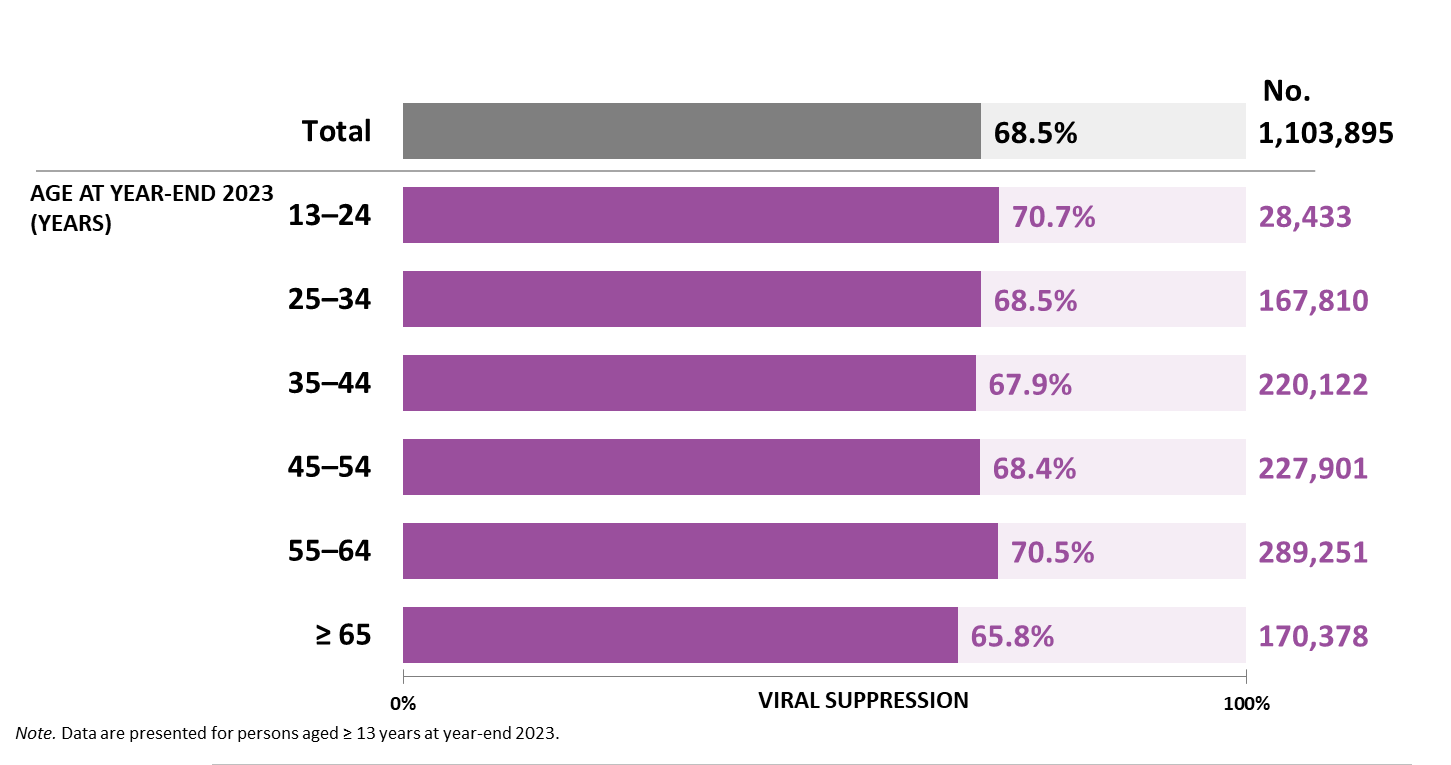 No.
Total 68.5% 1,103,895
AGE AT YEAR-END 2023
(YEARS)
13–24 70.7% 28,433
25–34 68.5% 167,810
35–44 67.9% 220,122
45–54 68.4% 227,901
55–64 70.5% 289,251
≥ 65 65.8% 170,378
0% VIRAL SUPPRESSION 100%
Note. Data are presented for persons aged ≥ 13 years at year-end 2023.